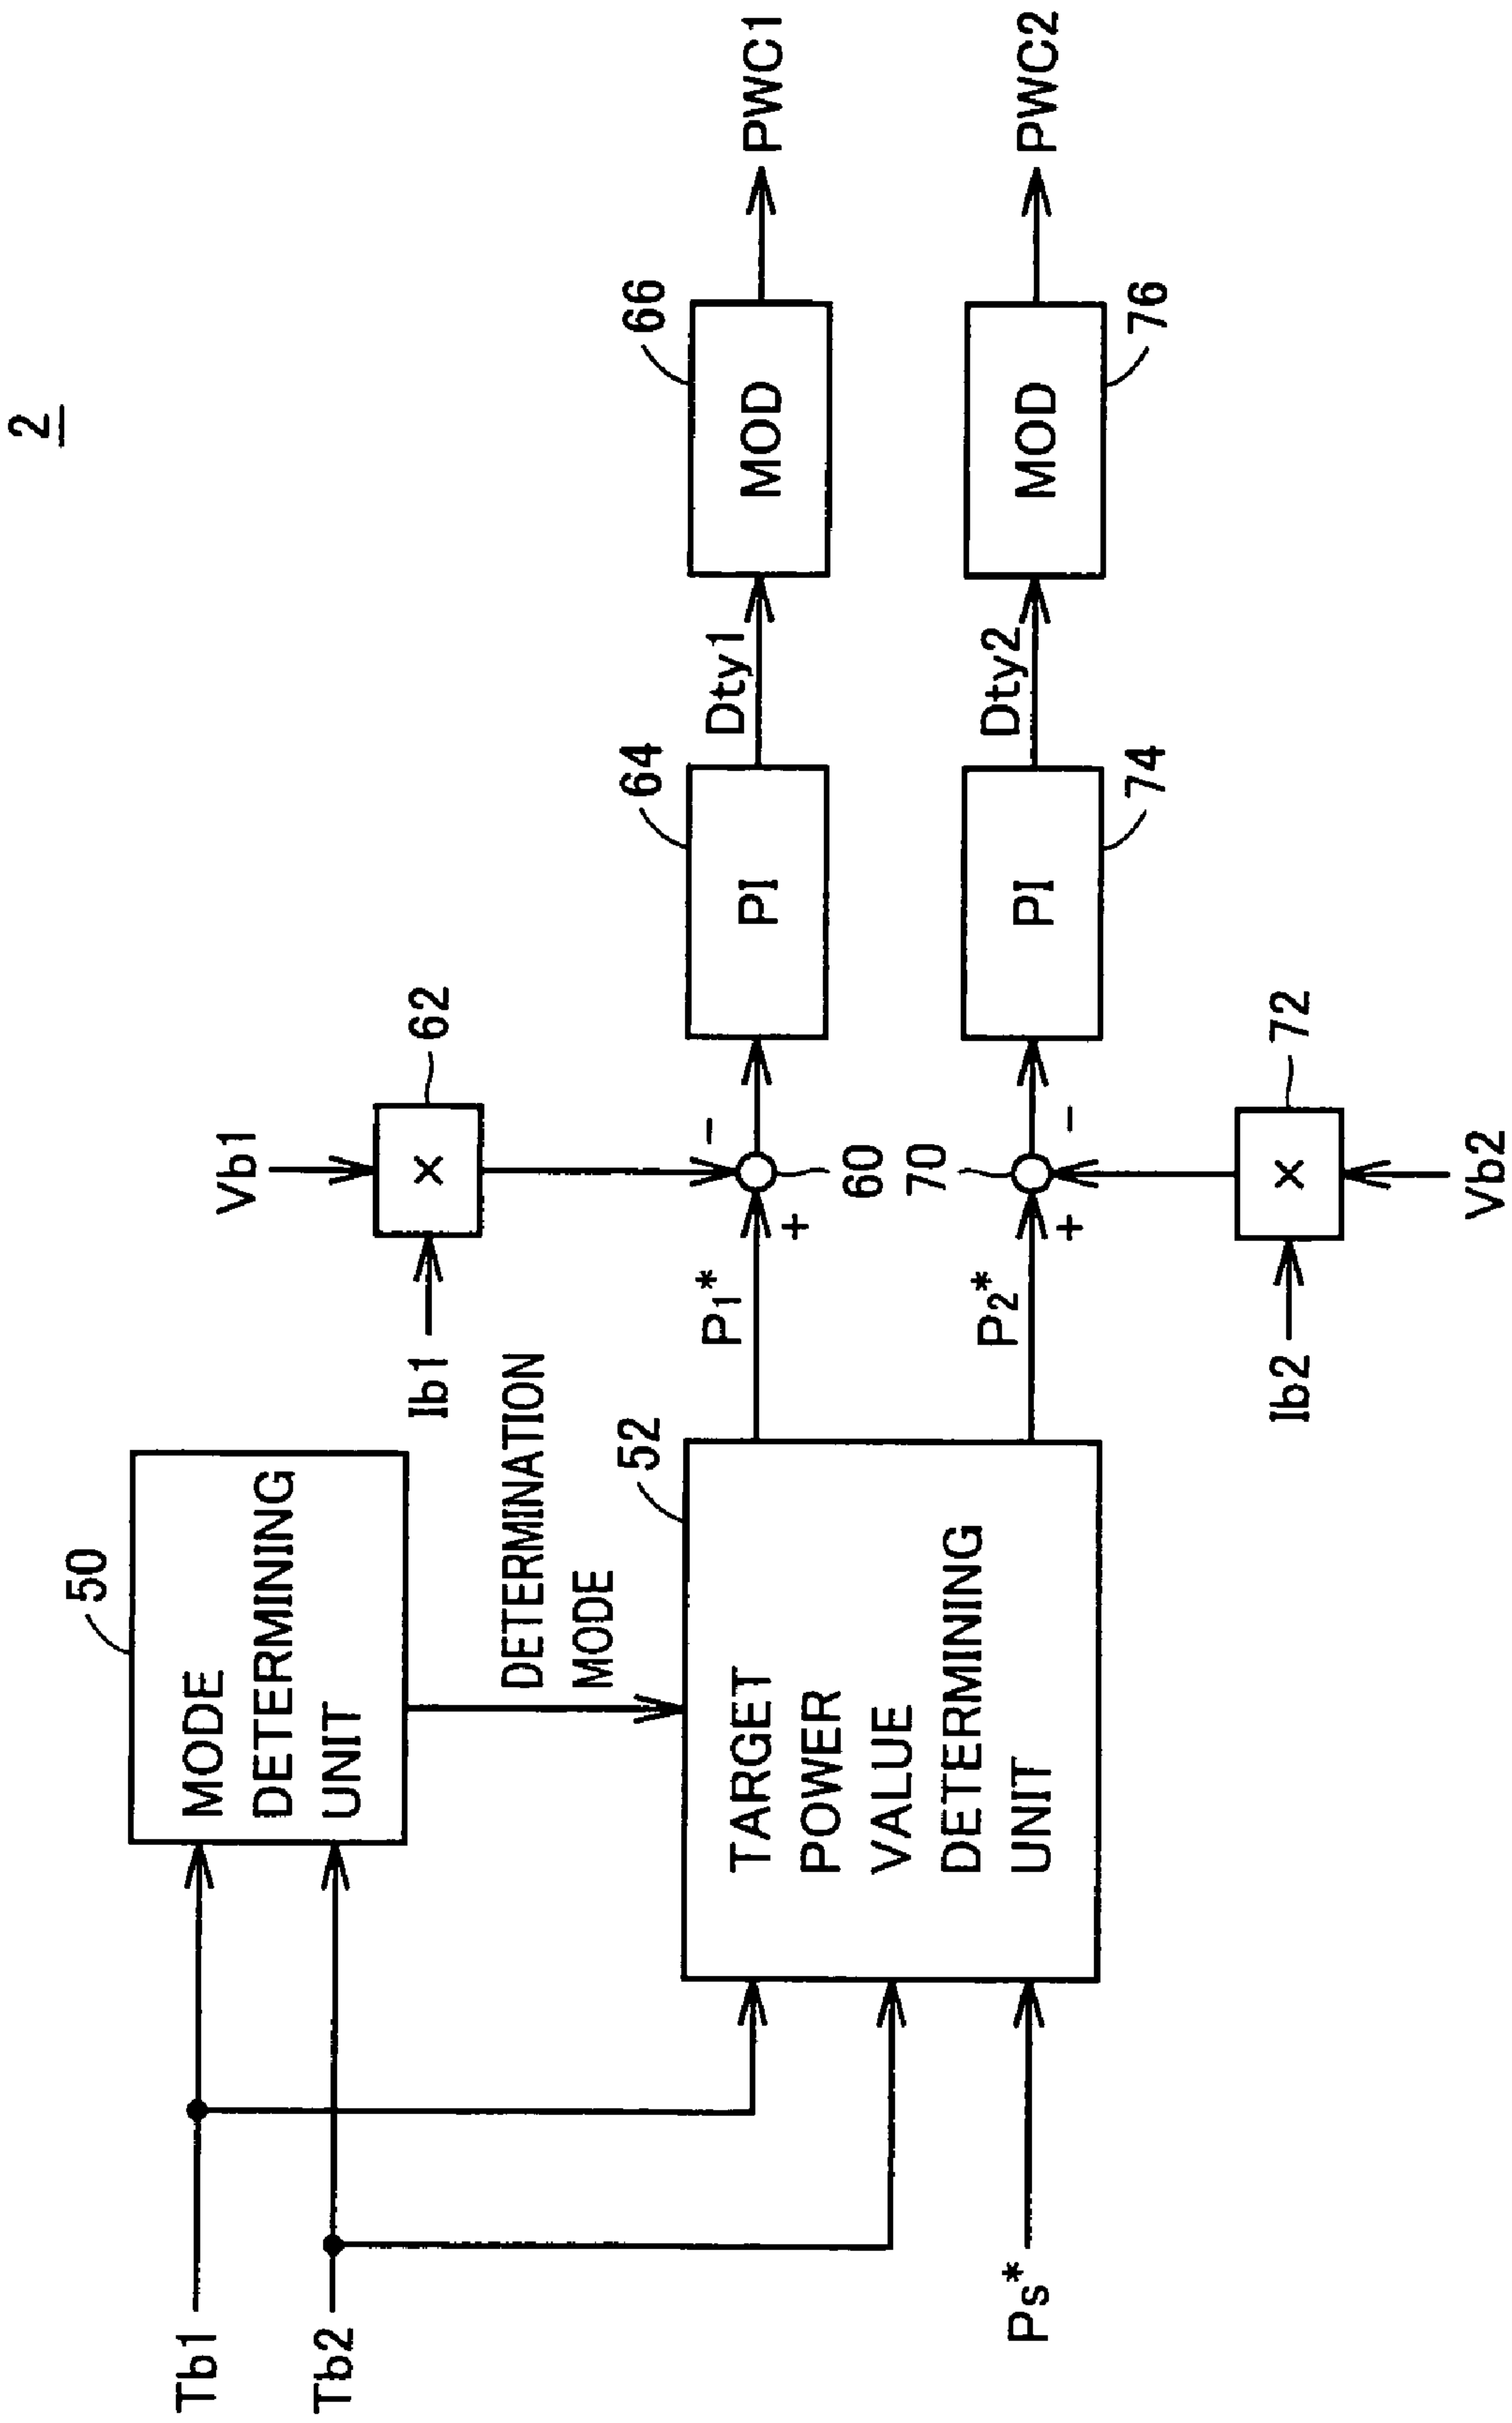 2
Tb1
Tb2
Ps*
50
MODE
DETERMINING
UNIT
DETERMINATION
MODE
52
TARGET
POWER
VALUE
DETERMINING
UNIT
Vb1
Ib1
×
62
P1*
+
−
60
64
PI
Dty1
66
MOD
PWC1
P2*
+
−
70
74
PI
Dty2
76
MOD
PWC2
Ib2
×
72
Vb2